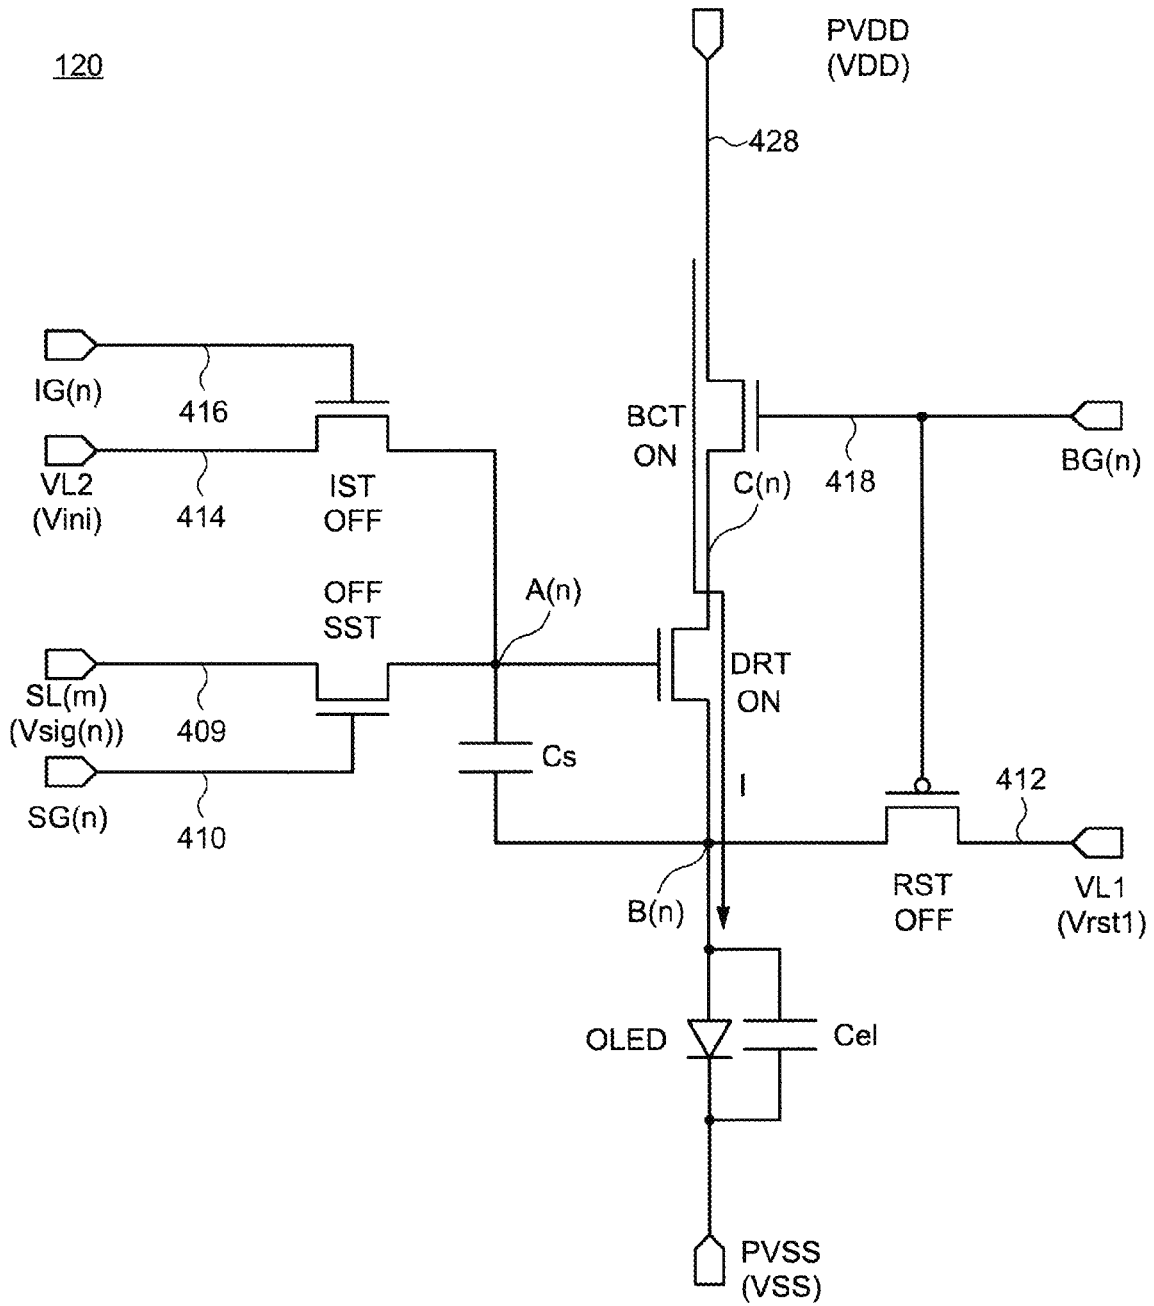 120
PVDD
(VDD)
428
IG(n)
416
VL2
(Vini)
414
IST
OFF
BCT
ON
C(n)
418
BG(n)
OFF
SST
A(n)
SL(m)
(Vsig(n))
409
SG(n)
410
Cs
DRT
ON
I
412
B(n)
RST
OFF
VL1
(Vrst1)
OLED
Cel
PVSS
(VSS)